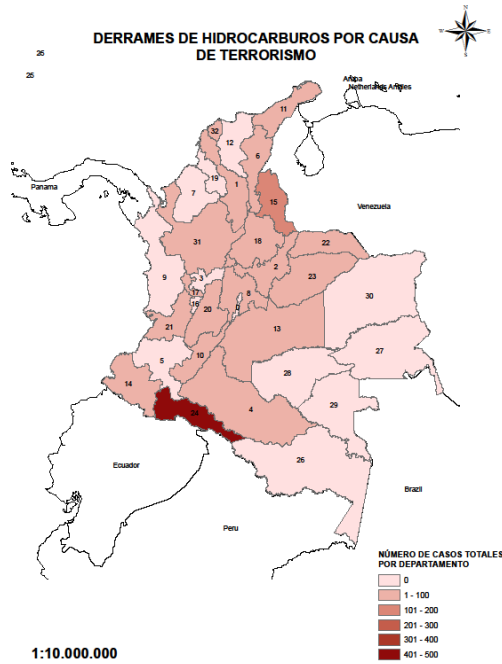 DERRAMES DE HIDROCARBUROS POR CAUSA
DE TERRORISMO
N
W
E
S
25
25
Aruba
Netherlands Antilles
11
32
12
6
Panama
19
1
7
15
Venezuela
31
18
22
2
3
23
9
17
8
30
16
20
21
13
27
5
10
28
14
4
29
24
26
Ecuador
Brazil
Peru
NÚMERO DE CASOS TOTALES
POR DEPARTAMENTO
0
1 - 100
101 - 200
201 - 300
301 - 400
401 - 500
1:10.000.000